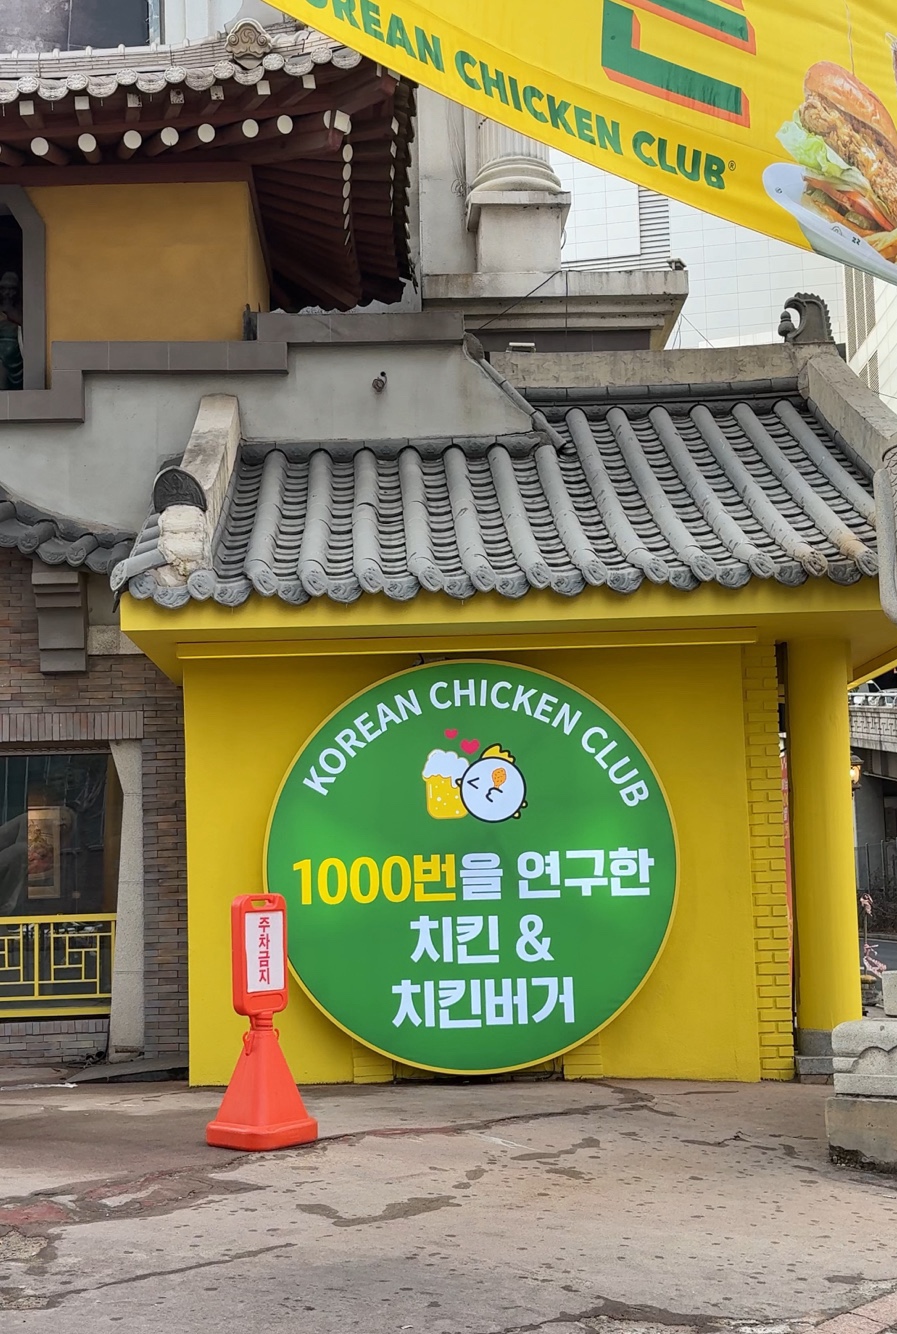 KOREAN CHICKEN CLUB®
KOREAN CHICKEN CLUB
1000번을 연구한
치킨 &
치킨버거
주차금지